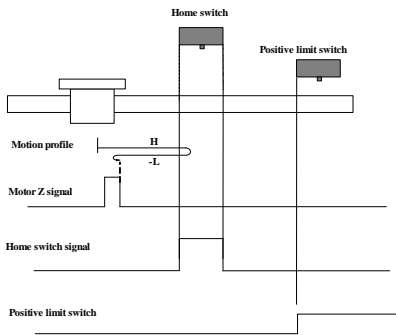 Home switch
Positive limit switch
Motion profile
H
-L
Motor Z signal
Home switch signal
Positive limit switch